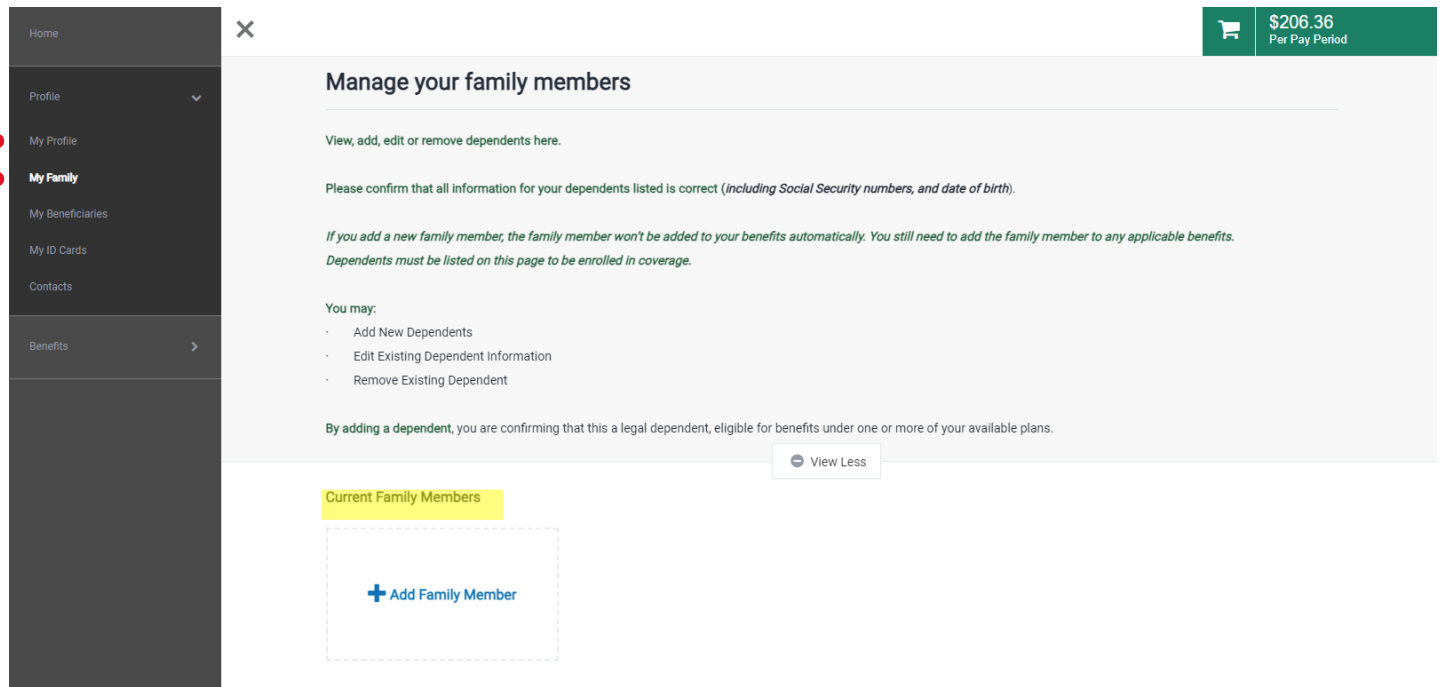 Home
$206.36
Per Pay Period
Profile
My Profile
My Family
My Beneficiaries
My ID Cards
Contacts
Benefits
Manage your family members
View, add, edit or remove dependents here.
Please confirm that all information for your dependents listed is correct (including Social Security numbers, and date of birth).
If you add a new family member, the family member won't be added to your benefits automatically. You still need to add the family member to any applicable benefits.
Dependents must be listed on this page to be enrolled in coverage.
You may:
· Add New Dependents
· Edit Existing Dependent Information
· Remove Existing Dependent
By adding a dependent, you are confirming that this a legal dependent, eligible for benefits under one or more of your available plans.
View Less
Current Family Members
Add Family Member